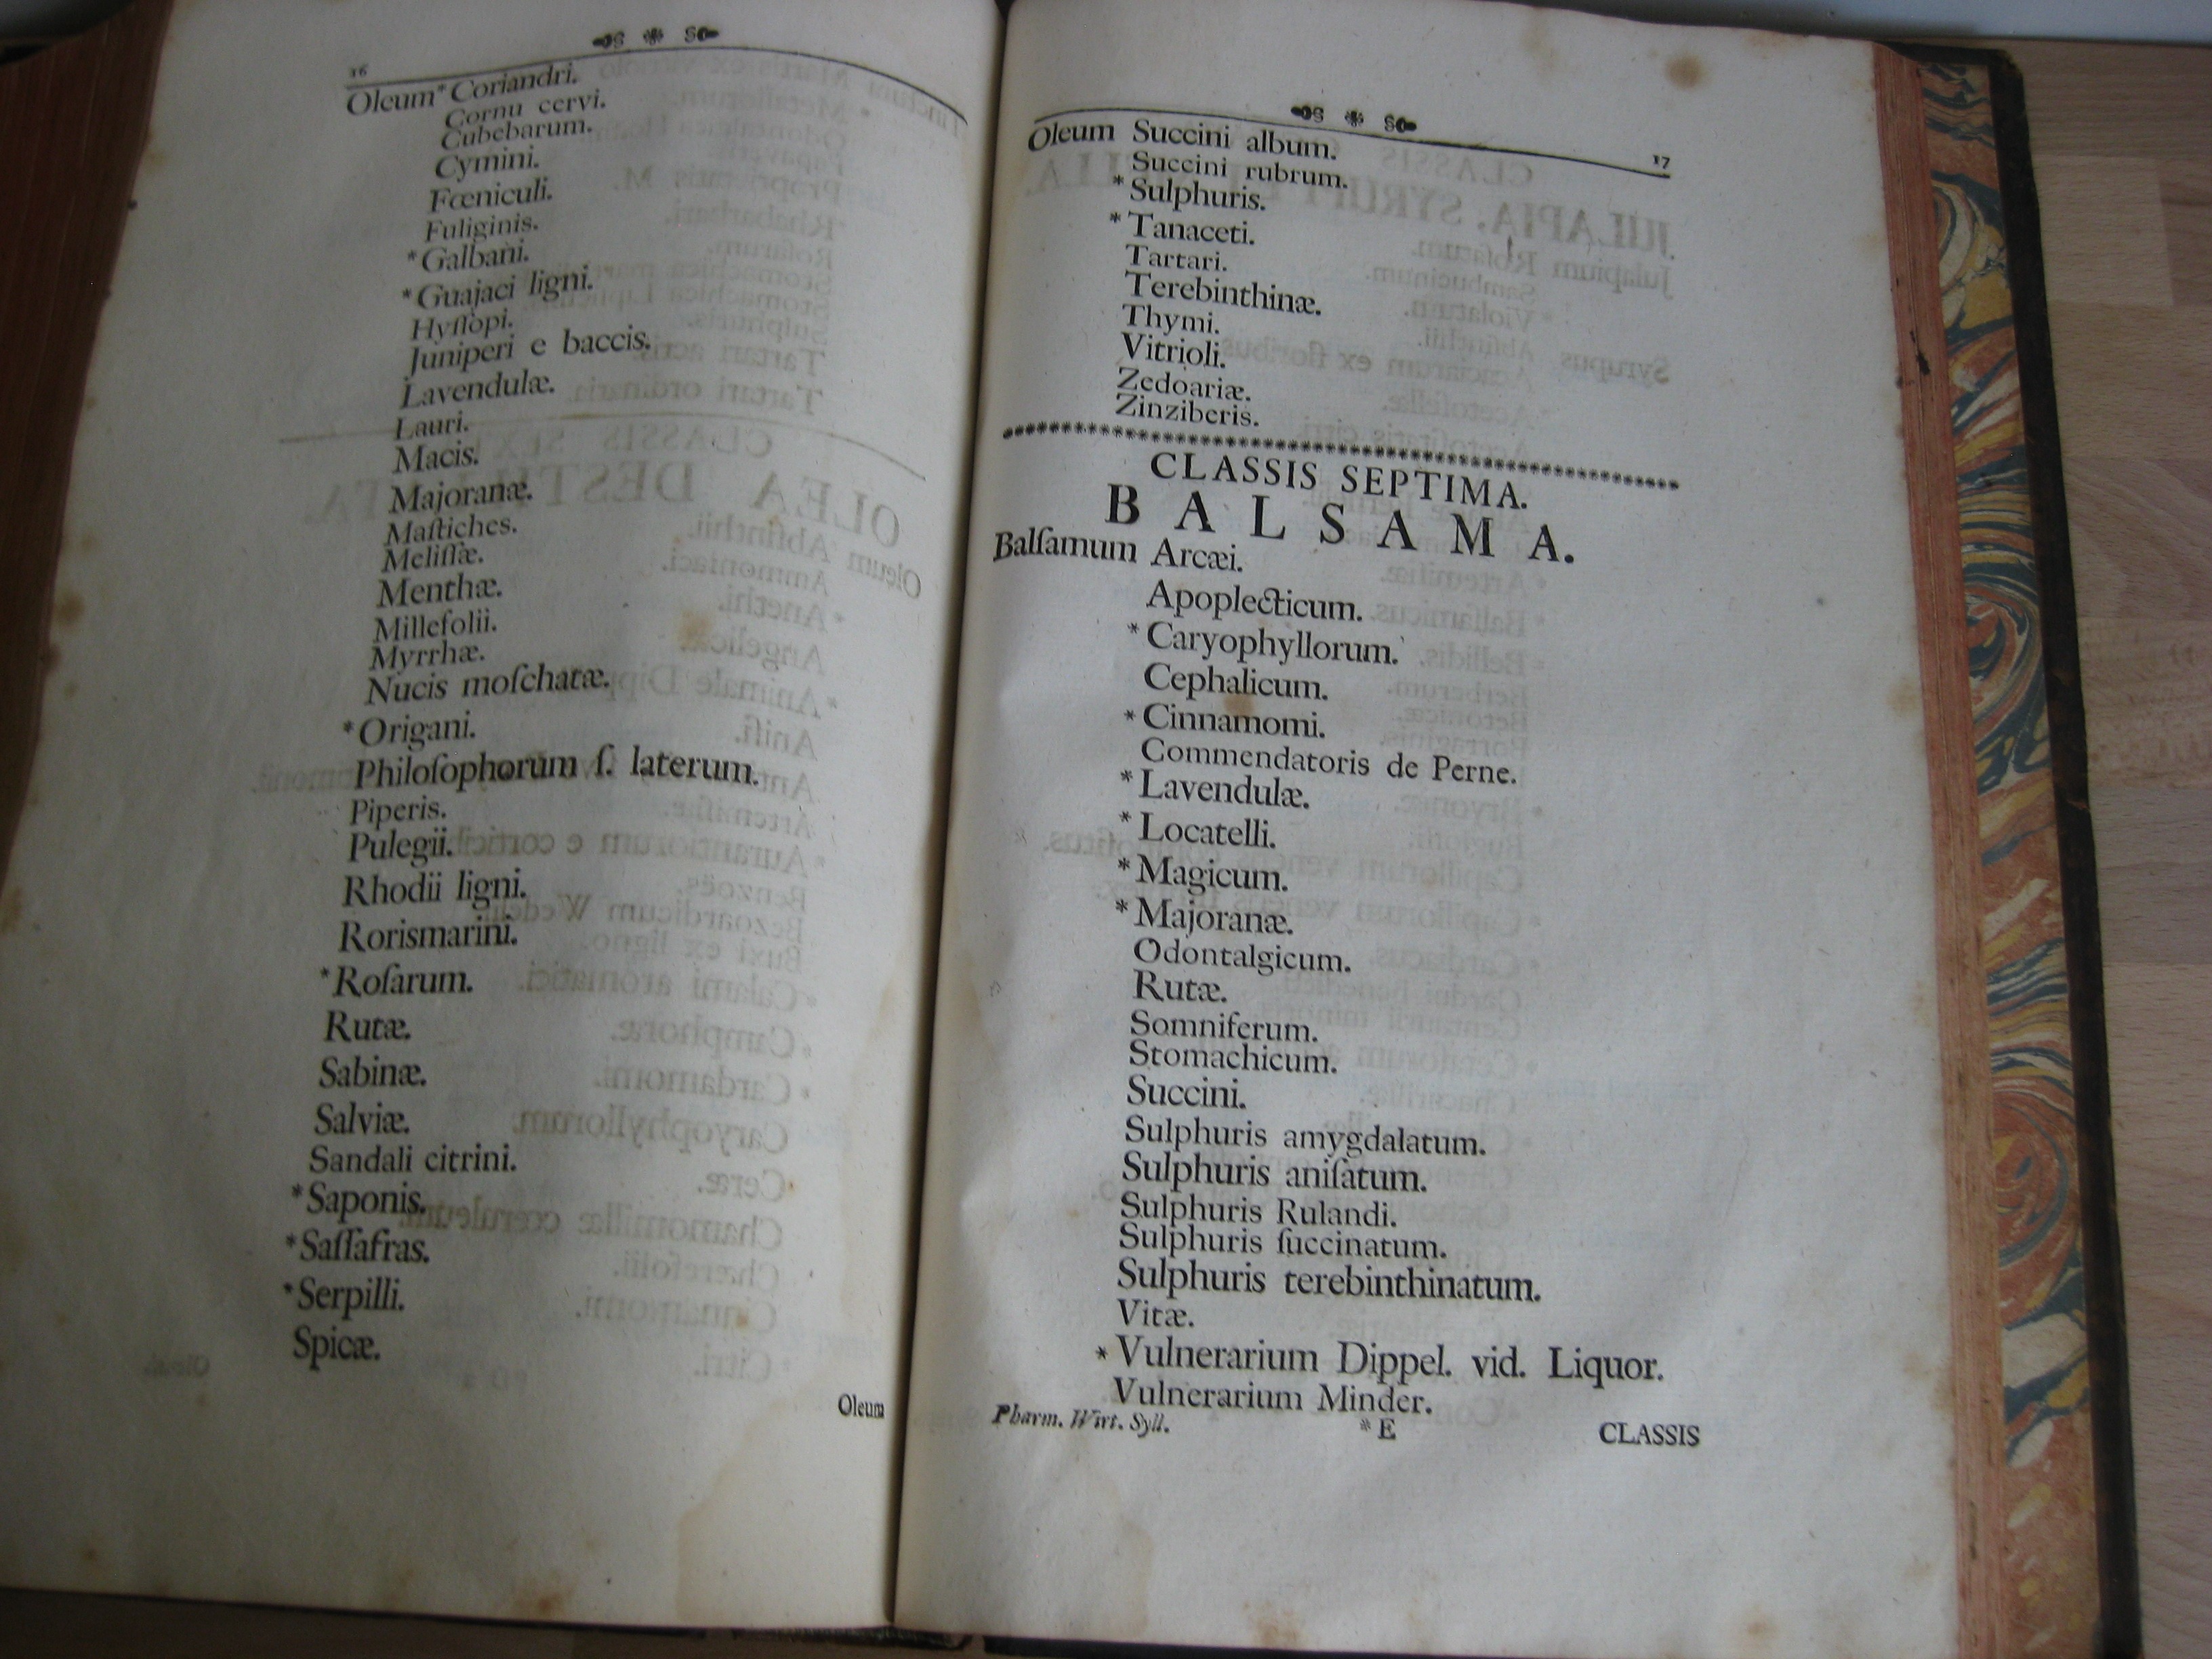 16
Oleum * Coriandri.
Cornu cervi.
Cubebarum.
Cymini.
Fœniculi.
Fuliginis.
* Galbani.
* Guajaci ligni.
Hyſſopi.
Juniperi e baccis.
Lavendulæ.
Lauri.
Macis.
Majoranæ.
Maſtiches.
Meliſſæ.
Menthæ.
Millefolii.
Myrrhæ.
Nucis moſchatæ.
* Origani.
Philoſophorum ſ. laterum.
Piperis.
Pulegii.
Rhodii ligni.
Rorismarini.
* Roſarum.
Rutæ.
Sabinæ.
Salviæ.
Sandali citrini.
* Saponis.
* Saſſafras.
* Serpilli.
Spicæ.
Oleum
17
Oleum Succini album.
Succini rubrum.
* Sulphuris.
* Tanaceti.
Tartari.
Terebinthinæ.
Thymi.
Vitrioli.
Zedoariæ.
Zinziberis.
CLASSIS SEPTIMA.
BALSAMA.
Balſamum Arcæi.
Apoplecticum.
* Caryophyllorum.
Cephalicum.
* Cinnamomi.
Commendatoris de Perne.
* Lavendulæ.
* Locatelli.
* Magicum.
* Majoranæ.
Odontalgicum.
Rutæ.
Somniferum.
Stomachicum.
Succini.
Sulphuris amygdalatum.
Sulphuris aniſatum.
Sulphuris Rulandi.
Sulphuris ſuccinatum.
Sulphuris terebinthinatum.
Vitæ.
* Vulnerarium Dippel. vid. Liquor.
Vulnerarium Minder.
Pharm. Wirt. Syll. * E CLASSIS